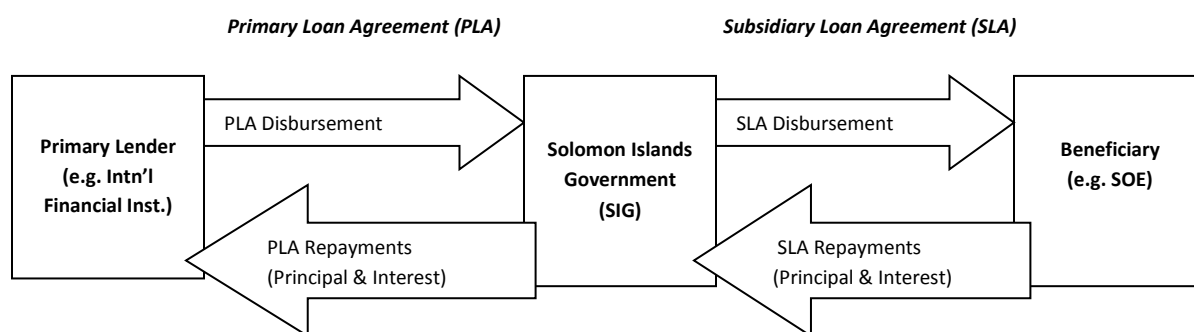 Primary Loan Agreement (PLA)
Subsidiary Loan Agreement (SLA)
PLA Disbursement
SLA Disbursement
Primary Lender
(e.g. Intn’l
Financial Inst.)
Solomon Islands
Government
(SIG)
Beneficiary
(e.g. SOE)
PLA Repayments
(Principal & Interest)
SLA Repayments
(Principal & Interest)